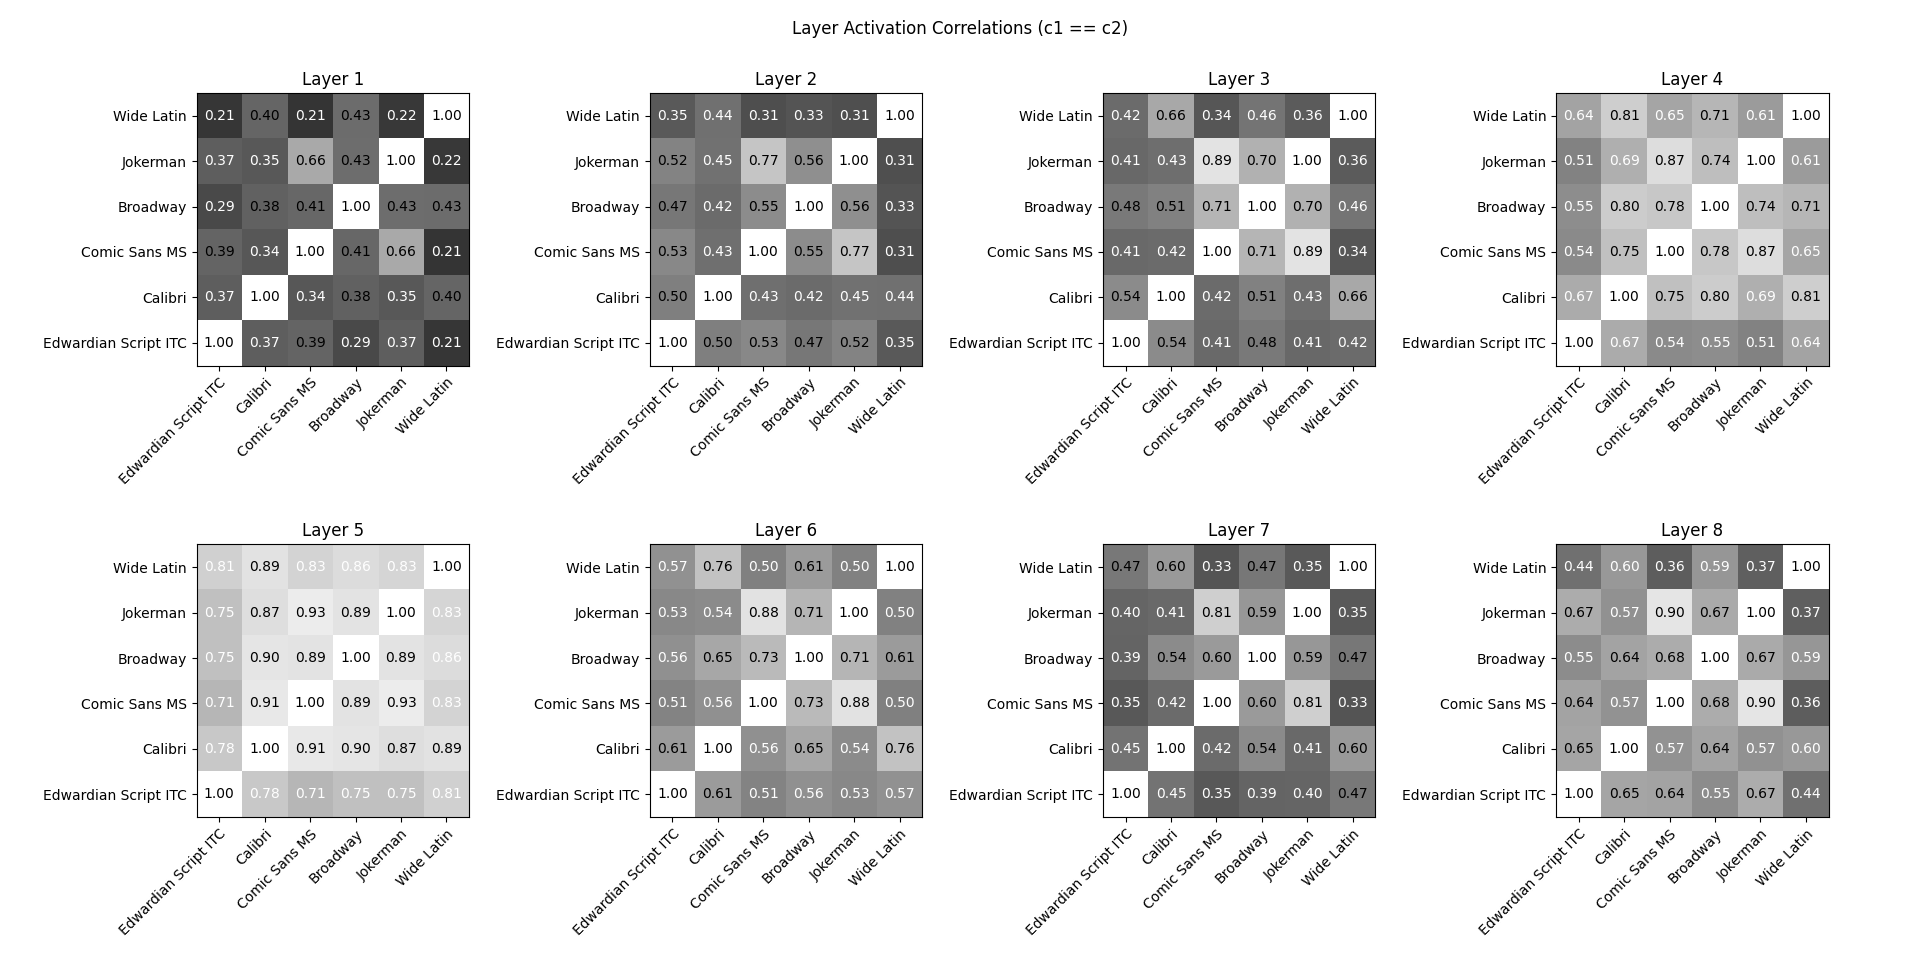 Layer Activation Correlations (c1 == c2)
Layer 1
Wide Latin 0.21 0.40 0.21 0.43 0.22 1.00
Jokerman 0.37 0.35 0.66 0.43 1.00 0.22
Broadway 0.29 0.38 0.41 1.00 0.43 0.43
Comic Sans MS 0.39 0.34 1.00 0.41 0.66 0.21
Calibri 0.37 1.00 0.34 0.38 0.35 0.40
Edwardian Script ITC 1.00 0.37 0.39 0.29 0.37 0.21
Edwardian Script ITC Calibri Comic Sans MS Broadway Jokerman Wide Latin
Layer 2
Wide Latin 0.35 0.44 0.31 0.33 0.31 1.00
Jokerman 0.52 0.45 0.77 0.56 1.00 0.31
Broadway 0.47 0.42 0.55 1.00 0.56 0.33
Comic Sans MS 0.53 0.43 1.00 0.55 0.77 0.31
Calibri 0.50 1.00 0.43 0.42 0.45 0.44
Edwardian Script ITC 1.00 0.50 0.53 0.47 0.52 0.35
Edwardian Script ITC Calibri Comic Sans MS Broadway Jokerman Wide Latin
Layer 3
Wide Latin 0.42 0.66 0.34 0.46 0.36 1.00
Jokerman 0.41 0.43 0.89 0.70 1.00 0.36
Broadway 0.48 0.51 0.71 1.00 0.70 0.46
Comic Sans MS 0.41 0.42 1.00 0.71 0.89 0.34
Calibri 0.54 1.00 0.42 0.51 0.43 0.66
Edwardian Script ITC 1.00 0.54 0.41 0.48 0.41 0.42
Edwardian Script ITC Calibri Comic Sans MS Broadway Jokerman Wide Latin
Layer 4
Wide Latin 0.64 0.81 0.65 0.71 0.61 1.00
Jokerman 0.51 0.69 0.87 0.74 1.00 0.61
Broadway 0.55 0.80 0.78 1.00 0.74 0.71
Comic Sans MS 0.54 0.75 1.00 0.78 0.87 0.65
Calibri 0.67 1.00 0.75 0.80 0.69 0.81
Edwardian Script ITC 1.00 0.67 0.54 0.55 0.51 0.64
Edwardian Script ITC Calibri Comic Sans MS Broadway Jokerman Wide Latin
Layer 5
Wide Latin 0.81 0.89 0.83 0.86 0.83 1.00
Jokerman 0.75 0.87 0.93 0.89 1.00 0.83
Broadway 0.75 0.90 0.89 1.00 0.89 0.86
Comic Sans MS 0.71 0.91 1.00 0.89 0.93 0.83
Calibri 0.78 1.00 0.91 0.90 0.87 0.89
Edwardian Script ITC 1.00 0.78 0.71 0.75 0.75 0.81
Edwardian Script ITC Calibri Comic Sans MS Broadway Jokerman Wide Latin
Layer 6
Wide Latin 0.57 0.76 0.50 0.61 0.50 1.00
Jokerman 0.53 0.54 0.88 0.71 1.00 0.50
Broadway 0.56 0.65 0.73 1.00 0.71 0.61
Comic Sans MS 0.51 0.56 1.00 0.73 0.88 0.50
Calibri 0.61 1.00 0.56 0.65 0.54 0.76
Edwardian Script ITC 1.00 0.61 0.51 0.56 0.53 0.57
Edwardian Script ITC Calibri Comic Sans MS Broadway Jokerman Wide Latin
Layer 7
Wide Latin 0.47 0.60 0.33 0.47 0.35 1.00
Jokerman 0.40 0.41 0.81 0.59 1.00 0.35
Broadway 0.39 0.54 0.60 1.00 0.59 0.47
Comic Sans MS 0.35 0.42 1.00 0.60 0.81 0.33
Calibri 0.45 1.00 0.42 0.54 0.41 0.60
Edwardian Script ITC 1.00 0.45 0.35 0.39 0.40 0.47
Edwardian Script ITC Calibri Comic Sans MS Broadway Jokerman Wide Latin
Layer 8
Wide Latin 0.44 0.60 0.36 0.59 0.37 1.00
Jokerman 0.67 0.57 0.90 0.67 1.00 0.37
Broadway 0.55 0.64 0.68 1.00 0.67 0.59
Comic Sans MS 0.64 0.57 1.00 0.68 0.90 0.36
Calibri 0.65 1.00 0.57 0.64 0.57 0.60
Edwardian Script ITC 1.00 0.65 0.64 0.55 0.67 0.44
Edwardian Script ITC Calibri Comic Sans MS Broadway Jokerman Wide Latin